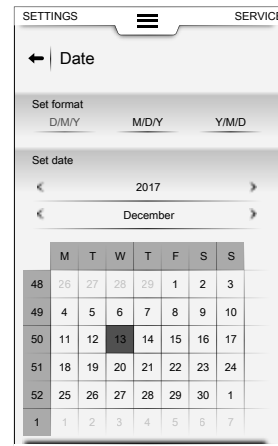 SETTINGS SERVICE
Date
Set format
D/M/Y M/D/Y Y/M/D
Set date
2017
December
M T W T F S S
48 26 27 28 29 1 2 3
49 4 5 6 7 8 9 10
50 11 12 13 14 15 16 17
51 18 19 20 21 22 23 24
52 25 26 27 28 29 30 1
1 1 2 3 4 5 6 7